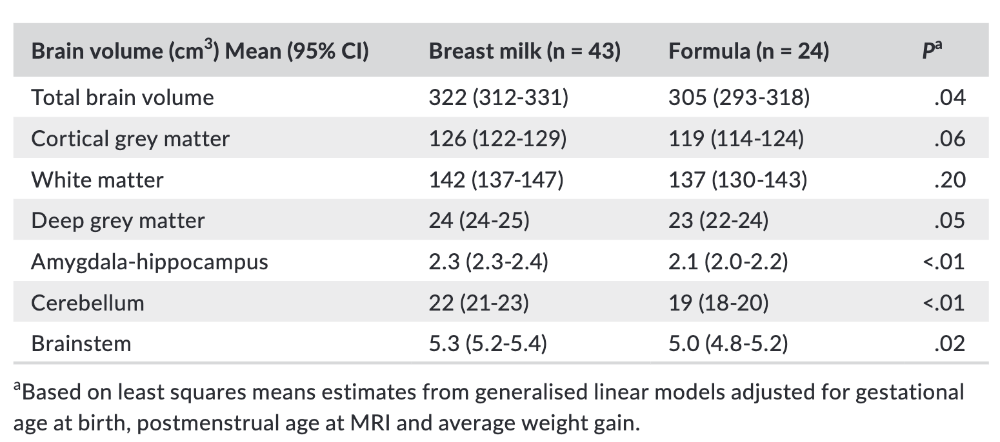 Brain volume (cm³) Mean (95% CI) Breast milk (n = 43) Formula (n = 24) Pᵃ
Total brain volume 322 (312-331) 305 (293-318) .04
Cortical grey matter 126 (122-129) 119 (114-124) .06
White matter 142 (137-147) 137 (130-143) .20
Deep grey matter 24 (24-25) 23 (22-24) .05
Amygdala-hippocampus 2.3 (2.3-2.4) 2.1 (2.0-2.2) <.01
Cerebellum 22 (21-23) 19 (18-20) <.01
Brainstem 5.3 (5.2-5.4) 5.0 (4.8-5.2) .02
ᵃBased on least squares means estimates from generalised linear models adjusted for gestational
age at birth, postmenstrual age at MRI and average weight gain.